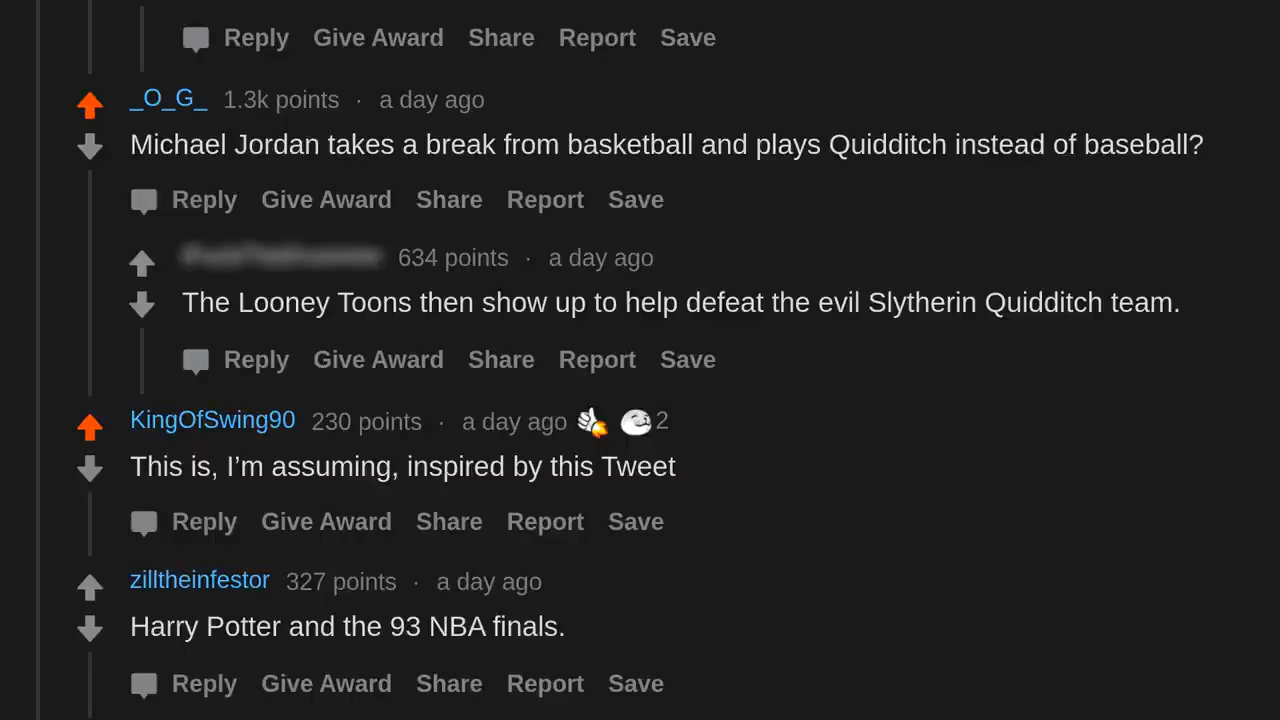 Reply Give Award Share Report Save
_O_G_ 1.3k points · a day ago
Michael Jordan takes a break from basketball and plays Quidditch instead of baseball?
Reply Give Award Share Report Save
634 points · a day ago
The Looney Toons then show up to help defeat the evil Slytherin Quidditch team.
Reply Give Award Share Report Save
KingOfSwing90 230 points · a day ago 2
This is, I’m assuming, inspired by this Tweet
Reply Give Award Share Report Save
zilltheinfestor 327 points · a day ago
Harry Potter and the 93 NBA finals.
Reply Give Award Share Report Save